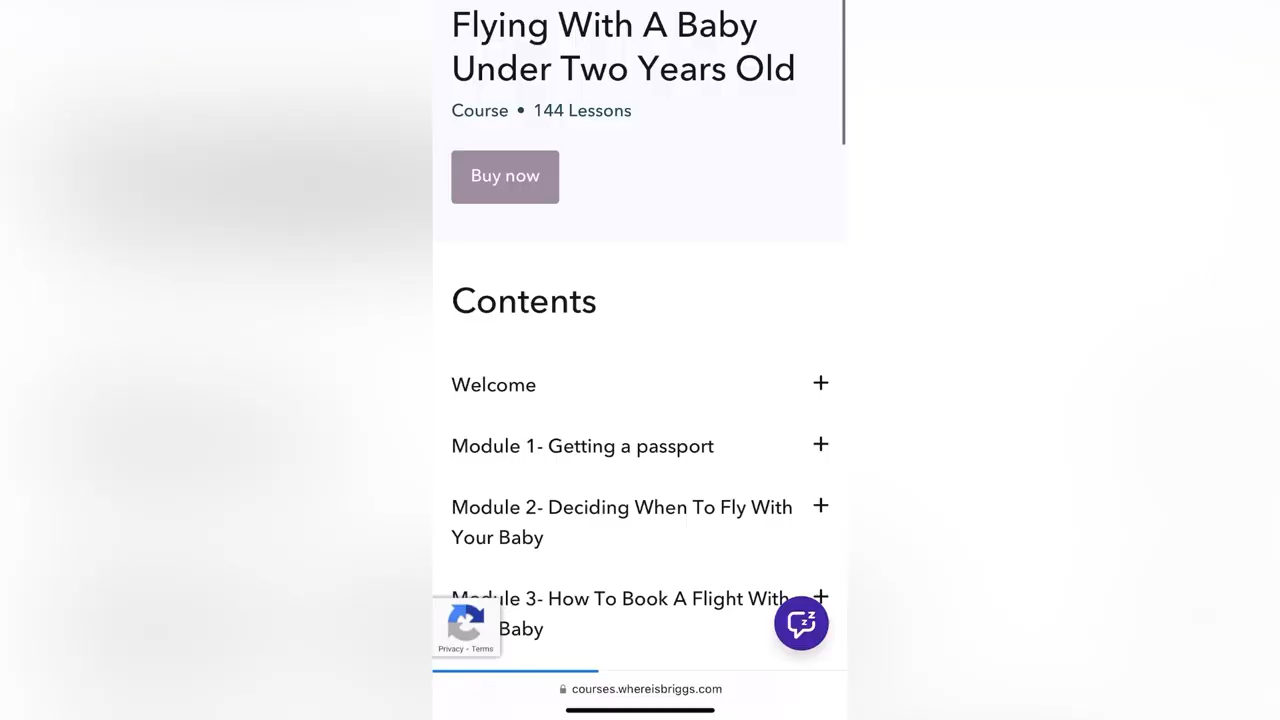 Flying With A Baby
Under Two Years Old
Course • 144 Lessons
Buy now
Contents
Welcome +
Module 1- Getting a passport +
Module 2- Deciding When To Fly With +
Your Baby
Module 3- How To Book A Flight With +
Baby
Privacy - Terms
z z z
courses.whereisbriggs.com